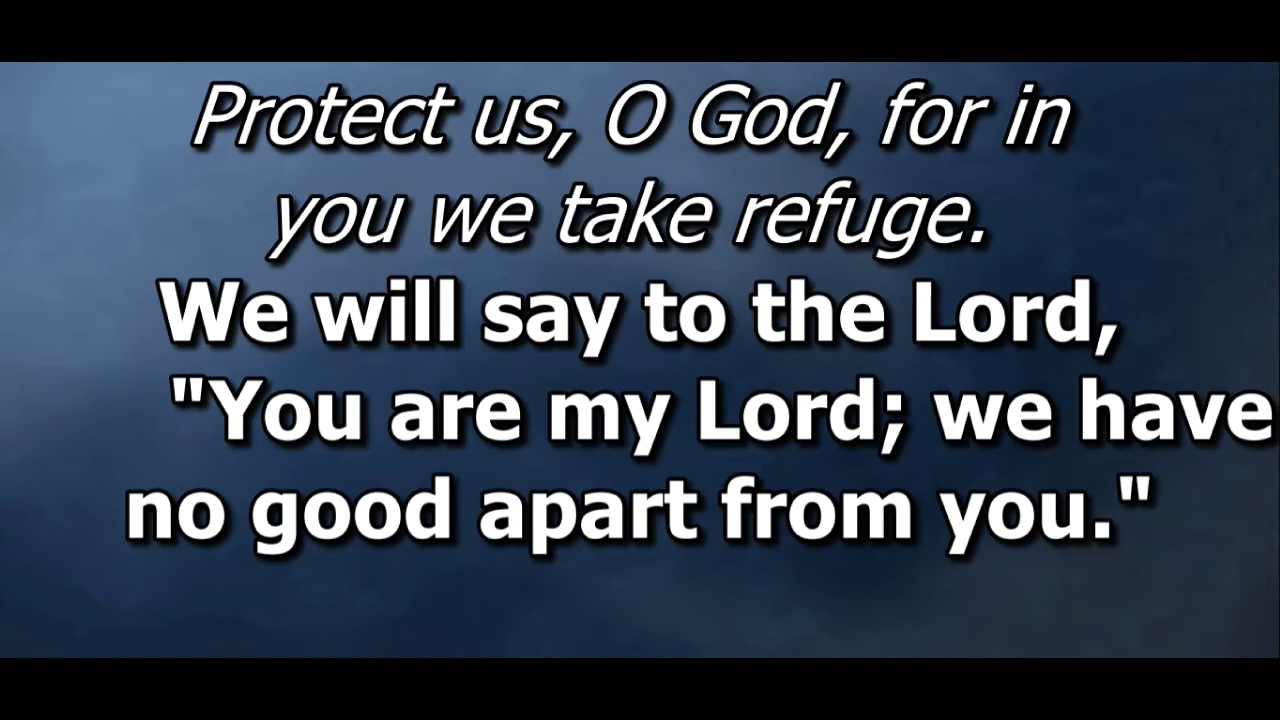 Protect us, O God, for in
you we take refuge.
We will say to the Lord,
"You are my Lord; we have
no good apart from you."